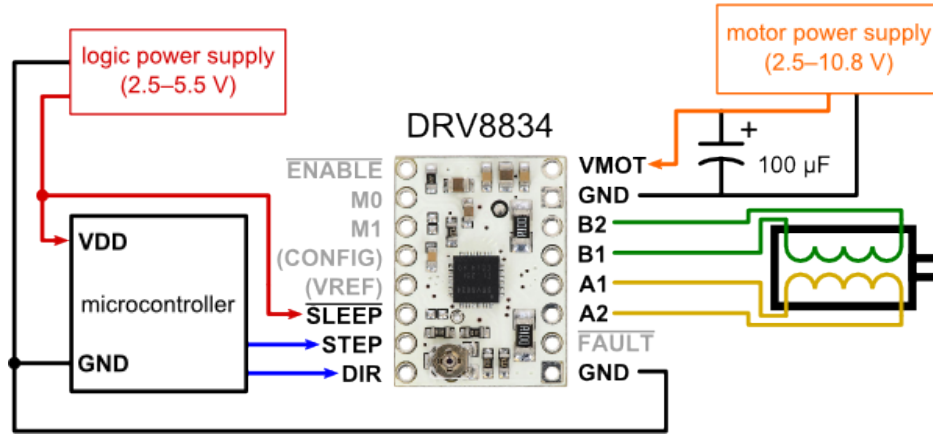 logic power supply
(2.5–5.5 V)
motor power supply
(2.5–10.8 V)
DRV8834
+
100 µF
ENABLE
M0
M1
(CONFIG)
(VREF)
SLEEP
STEP
DIR
VMOT
GND
B2
B1
A1
A2
FAULT
GND
VDD
microcontroller
GND
R100